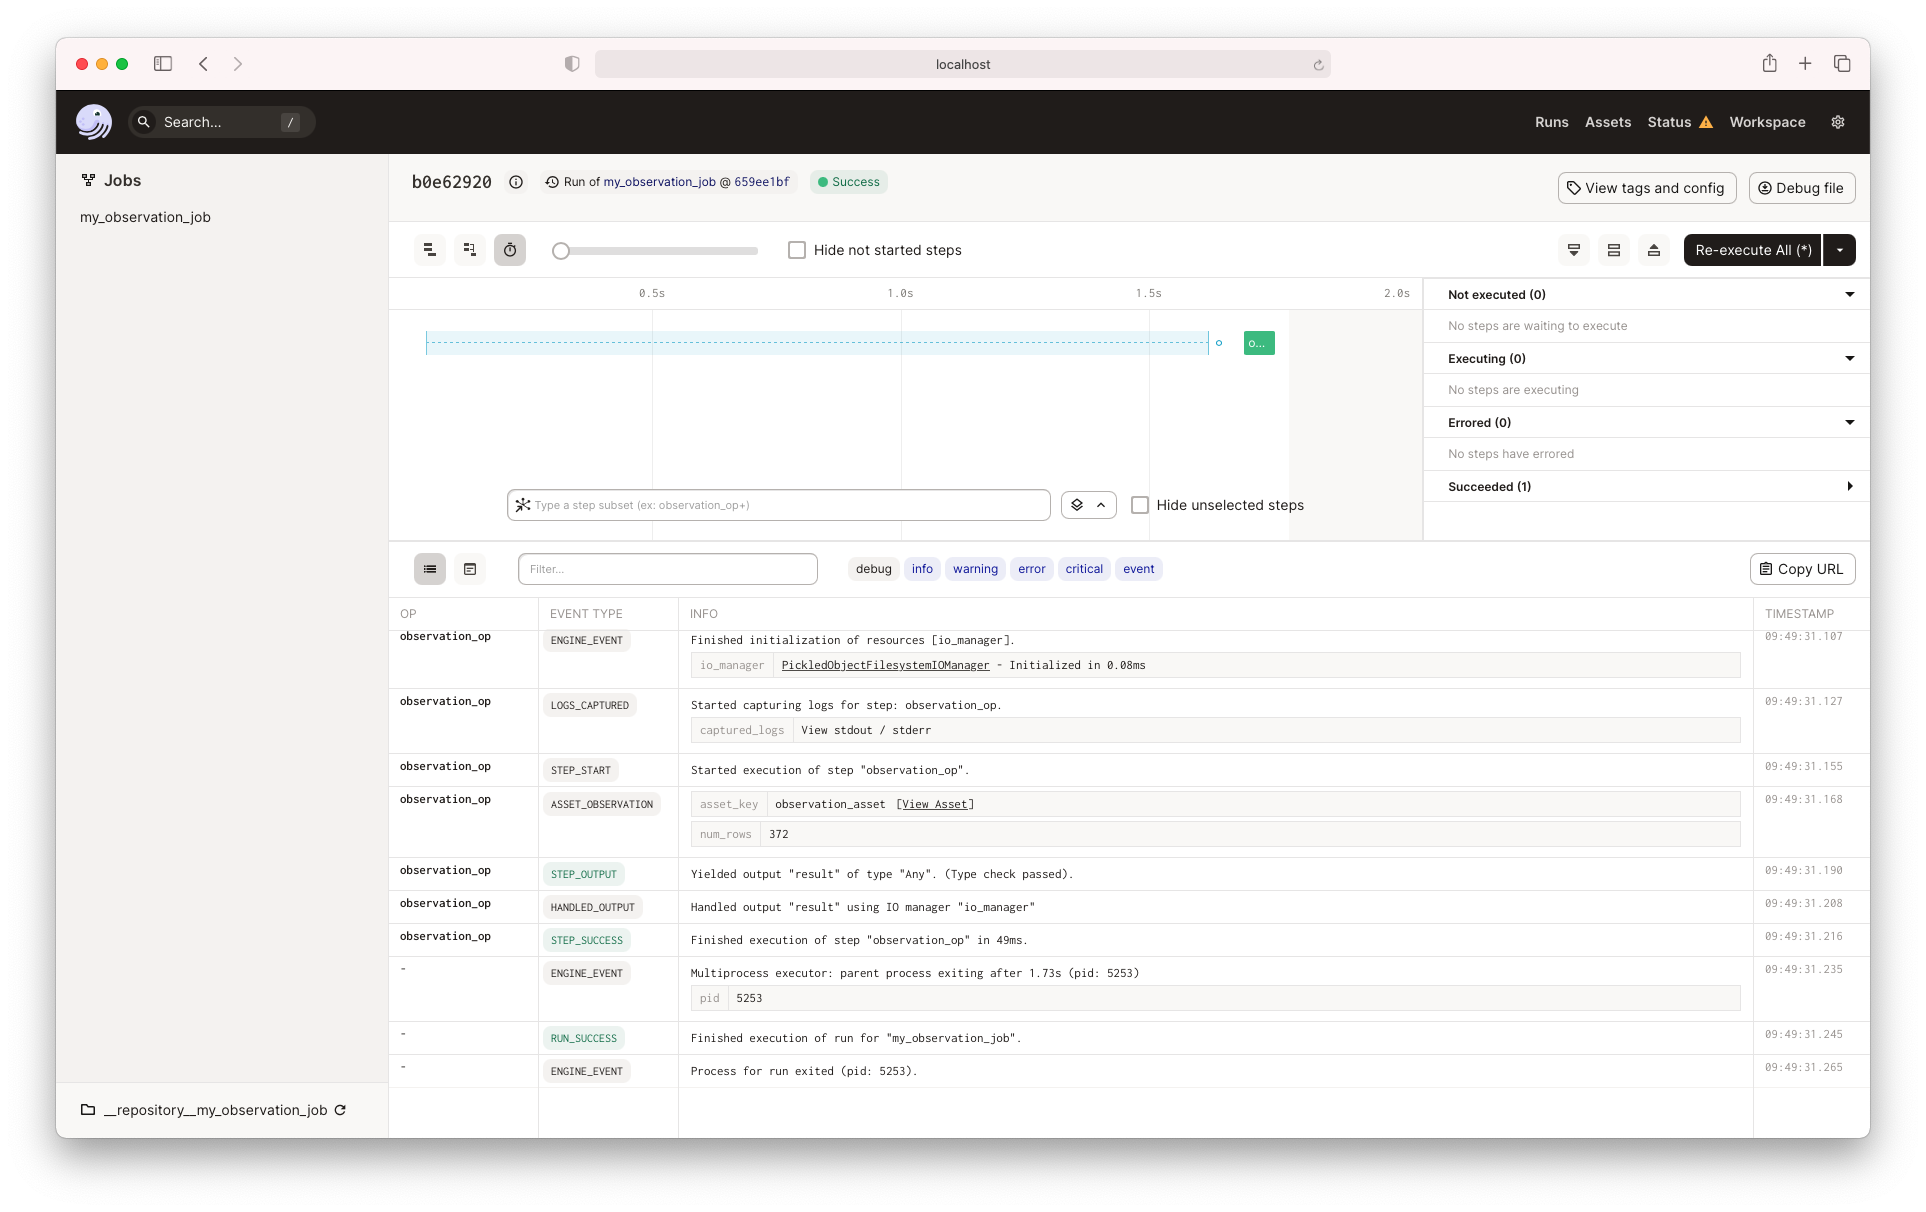 localhost
Search... /
Runs Assets Status Workspace
Jobs
my_observation_job
b0e62920 Run of my_observation_job @ 659ee1bf Success
View tags and config Debug file
Hide not started steps
Re-execute All (*)
0.5s 1.0s 1.5s 2.0s
o...
Type a step subset (ex: observation_op+)
Hide unselected steps
Not executed (0)
No steps are waiting to execute
Executing (0)
No steps are executing
Errored (0)
No steps have errored
Succeeded (1)
Filter... debug info warning error critical event Copy URL
OP EVENT TYPE INFO TIMESTAMP
observation_op ENGINE_EVENT Finished initialization of resources [io_manager]. 09:49:31.107
io_manager PickledObjectFilesystemIOManager - Initialized in 0.08ms
observation_op LOGS_CAPTURED Started capturing logs for step: observation_op. 09:49:31.127
captured_logs View stdout / stderr
observation_op STEP_START Started execution of step "observation_op". 09:49:31.155
observation_op ASSET_OBSERVATION asset_key observation_asset [View Asset] 09:49:31.168
num_rows 372
observation_op STEP_OUTPUT Yielded output "result" of type "Any". (Type check passed). 09:49:31.190
observation_op HANDLED_OUTPUT Handled output "result" using IO manager "io_manager" 09:49:31.208
observation_op STEP_SUCCESS Finished execution of step "observation_op" in 49ms. 09:49:31.216
- ENGINE_EVENT Multiprocess executor: parent process exiting after 1.73s (pid: 5253) 09:49:31.235
pid 5253
- RUN_SUCCESS Finished execution of run for "my_observation_job". 09:49:31.245
- ENGINE_EVENT Process for run exited (pid: 5253). 09:49:31.265
__repository__my_observation_job